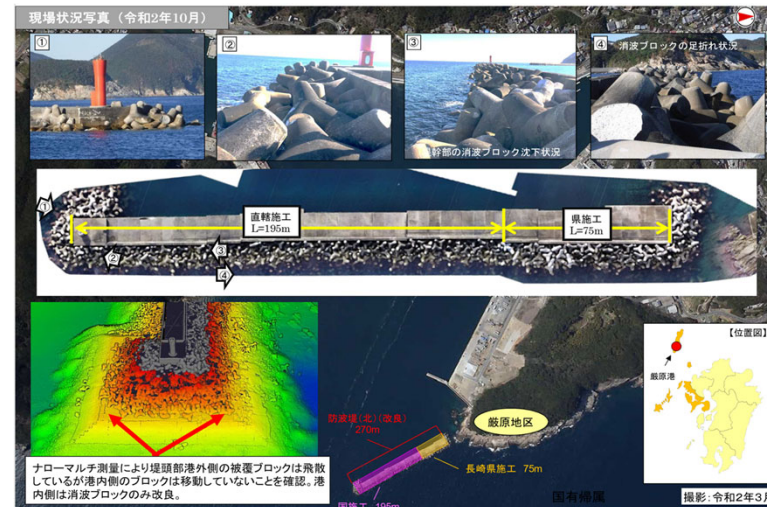 現場状況写真（令和2年10月）
①
②
③
④ 消波ブロックの足折れ状況
幹部の消波ブロック沈下状況
①
直轄施工
L=195m
県施工
L=75m
②
③
④
【位置図】
厳原港
防波堤(北)(改良)
270m
厳原地区
長崎県施工 75m
国施工 195m
国有帰属
ナローマルチ測量により堤頭部港外側の被覆ブロックは飛散
しているが港内側のブロックは移動していないことを確認。港
内側は消波ブロックのみ改良。
撮影:令和2年3月